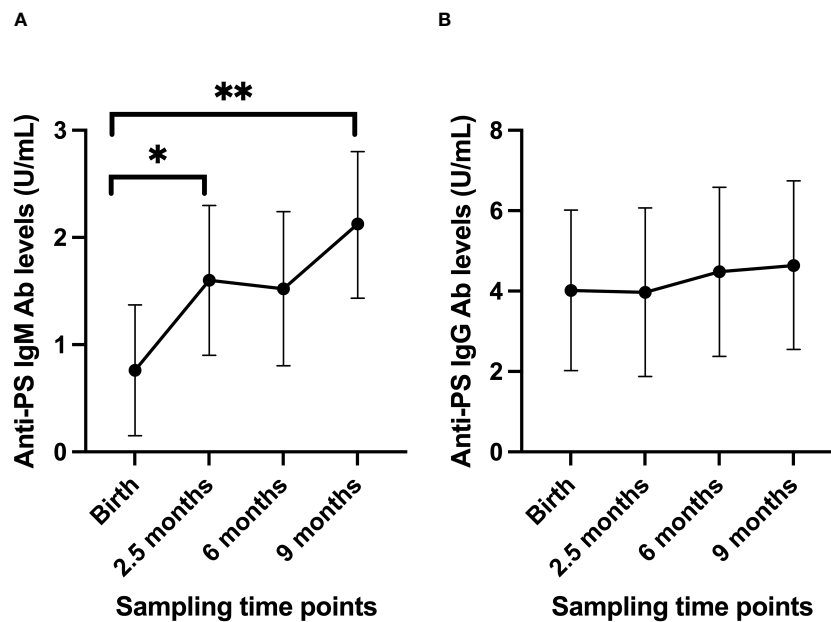 A
Anti-PS IgM Ab levels (U/mL)
3
2
1
0
*
**
Birth
2.5 months
6 months
9 months
Sampling time points
B
Anti-PS IgG Ab levels (U/mL)
8
6
4
2
0
Birth
2.5 months
6 months
9 months
Sampling time points